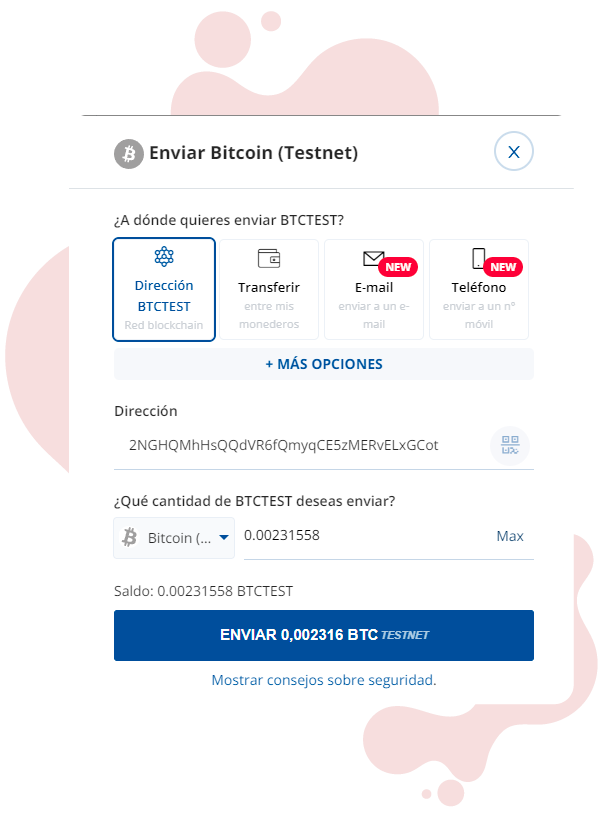 Enviar Bitcoin (Testnet)
X
¿A dónde quieres enviar BTCTEST?
Dirección
BTCTEST
Red blockchain
Transferir
entre mis
monederos
NEW
E-mail
enviar a un e-
mail
NEW
Teléfono
enviar a un nº
móvil
+ MÁS OPCIONES
Dirección
2NGHQMhHsQQdVR6fQmyqCE5zMERvELxGCot
¿Qué cantidad de BTCTEST deseas enviar?
Bitcoin (... 0.00231558 Max
Saldo: 0.00231558 BTCTEST
ENVIAR 0,002316 BTC TESTNET
Mostrar consejos sobre seguridad.